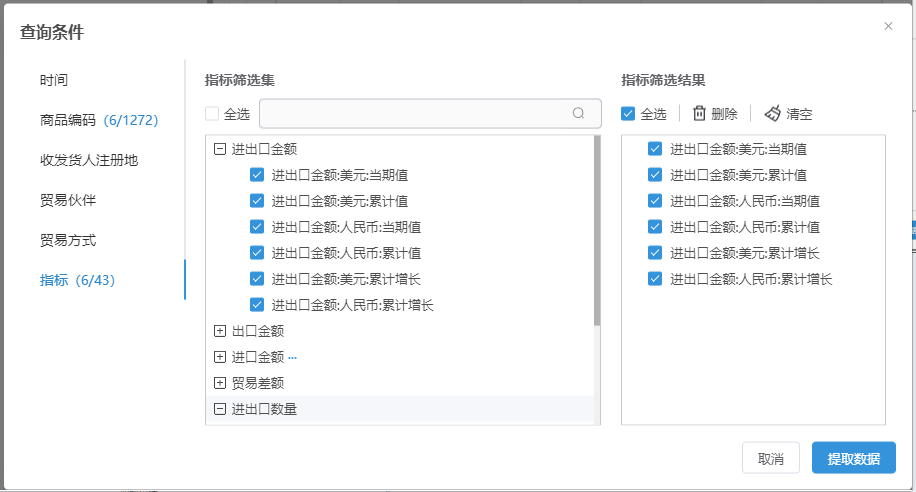 查询条件
时间
商品编码（6/1272）
收发货人注册地
贸易伙伴
贸易方式
指标（6/43）
指标筛选集
全选
进出口金额
进出口金额:美元:当期值
进出口金额:美元:累计值
进出口金额:人民币:当期值
进出口金额:人民币:累计值
进出口金额:美元:累计增长
进出口金额:人民币:累计增长
出口金额
进口金额 ...
贸易差额
进出口数量
指标筛选结果
全选 删除 清空
进出口金额:美元:当期值
进出口金额:美元:累计值
进出口金额:人民币:当期值
进出口金额:人民币:累计值
进出口金额:美元:累计增长
进出口金额:人民币:累计增长
取消 提取数据